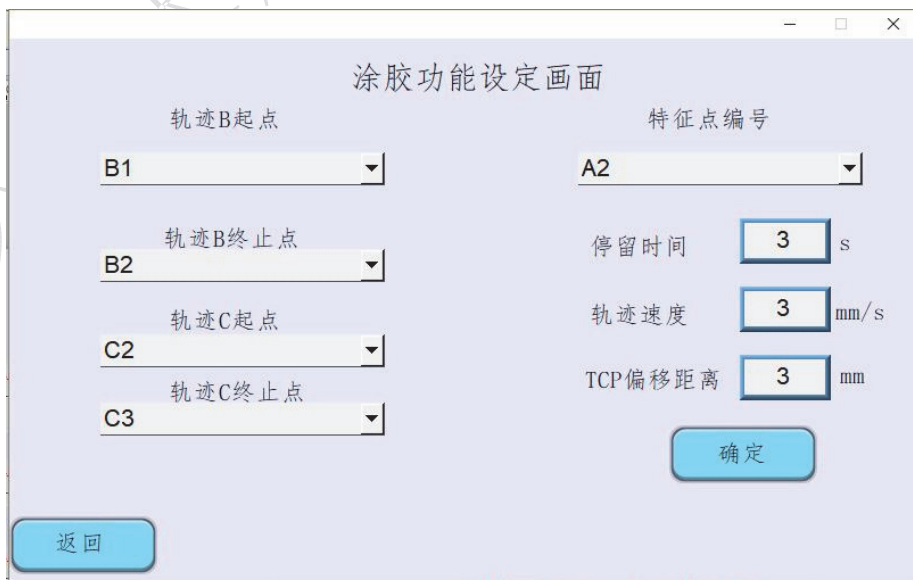 涂胶功能设定画面
轨迹B起点
B1
轨迹B终止点
B2
轨迹C起点
C2
轨迹C终止点
C3
特征点编号
A2
停留时间 3 s
轨迹速度 3 mm/s
TCP偏移距离 3 mm
确定
返回